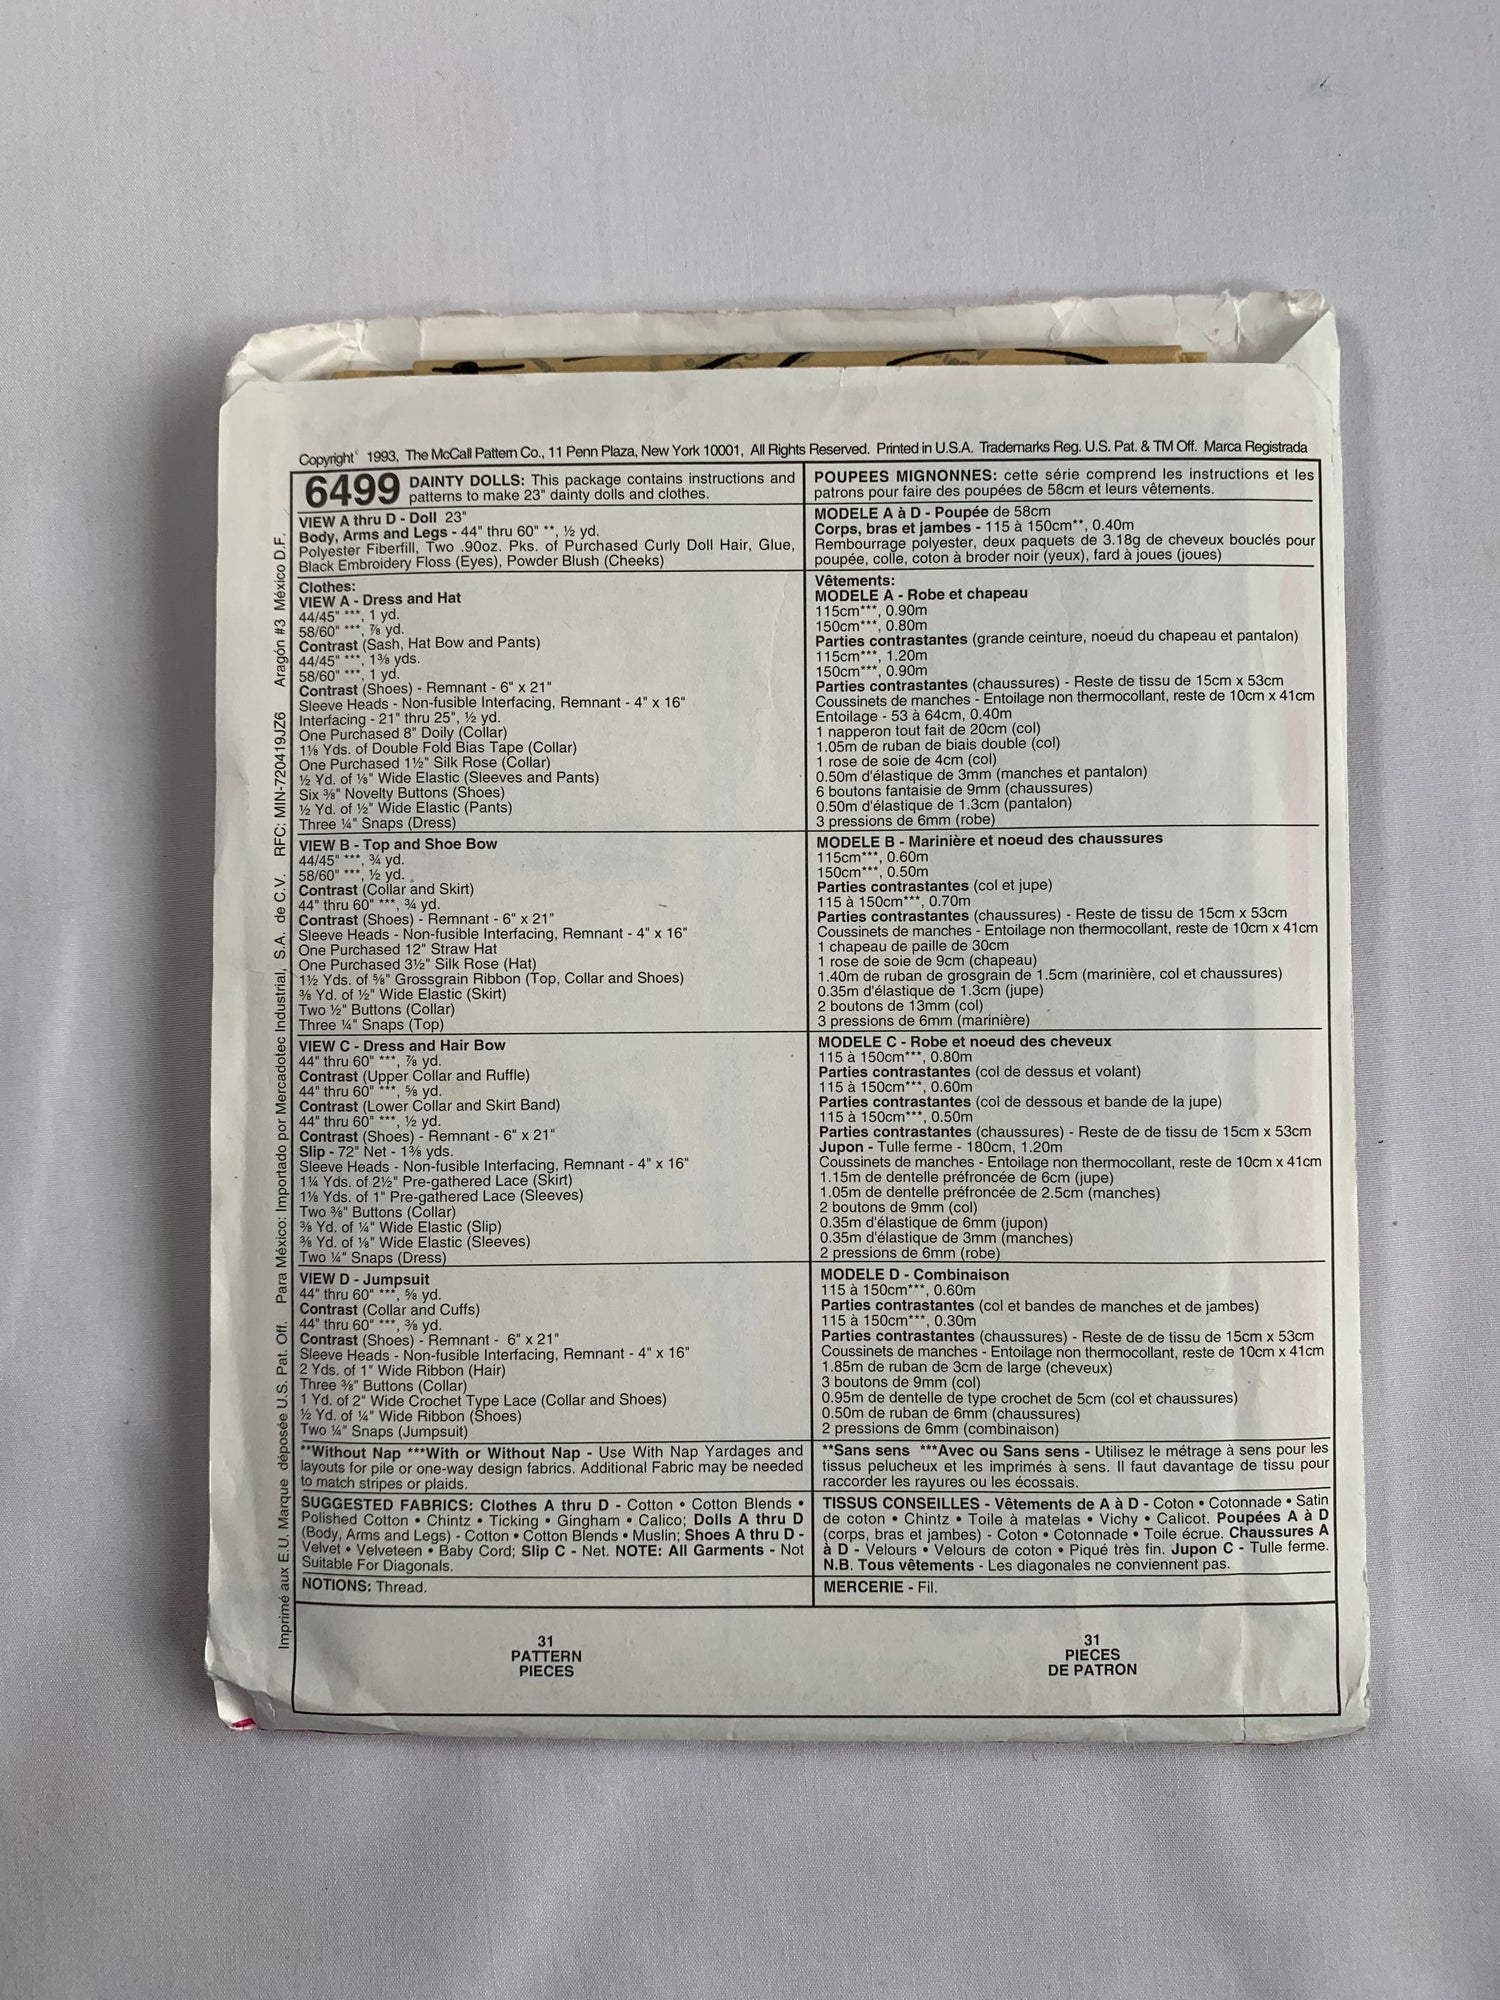 Copyright© 1993, The McCall Pattern Co., 11 Penn Plaza, New York 10001, All Rights Reserved. Printed in U.S.A. Trademarks Reg. U.S. Pat. & TM Off. Marca Registrada
6499 DAINTY DOLLS: This package contains instructions and
patterns to make 23" dainty dolls and clothes.
VIEW A thru D - Doll 23"
Body, Arms and Legs - 44" thru 60" **, ½ yd.
Polyester Fiberfill, Two .90oz. Pks. of Purchased Curly Doll Hair, Glue,
Black Embroidery Floss (Eyes), Powder Blush (Cheeks)
Clothes:
VIEW A - Dress and Hat
44/45" ***, 1 yd.
58/60" ***, ⅞ yd.
Contrast (Sash, Hat Bow and Pants)
44/45" ***, 1⅜ yds.
58/60" ***, 1 yd.
Contrast (Shoes) - Remnant - 6" x 21"
Sleeve Heads - Non-fusible Interfacing, Remnant - 4" x 16"
Interfacing - 21" thru 25", ½ yd.
One Purchased 8" Doily (Collar)
1⅛ Yds. of Double Fold Bias Tape (Collar)
One Purchased 1½" Silk Rose (Collar)
½ Yd. of ⅛" Wide Elastic (Sleeves and Pants)
Six ⅜" Novelty Buttons (Shoes)
½ Yd. of ½" Wide Elastic (Pants)
Three ¼" Snaps (Dress)
VIEW B - Top and Shoe Bow
44/45" ***, ¾ yd.
58/60" ***, ½ yd.
Contrast (Collar and Skirt)
44" thru 60" ***, ¾ yd.
Contrast (Shoes) - Remnant - 6" x 21"
Sleeve Heads - Non-fusible Interfacing, Remnant - 4" x 16"
One Purchased 12" Straw Hat
One Purchased 3½" Silk Rose (Hat)
1½ Yds. of ⅝" Grossgrain Ribbon (Top, Collar and Shoes)
⅜ Yd. of ½" Wide Elastic (Skirt)
Two ½" Buttons (Collar)
Three ¼" Snaps (Top)
VIEW C - Dress and Hair Bow
44" thru 60" ***, ⅞ yd.
Contrast (Upper Collar and Ruffle)
44" thru 60" ***, ⅝ yd.
Contrast (Lower Collar and Skirt Band)
44" thru 60" ***, ½ yd.
Contrast (Shoes) - Remnant - 6" x 21"
Slip - 72" Net - 1⅜ yds.
Sleeve Heads - Non-fusible Interfacing, Remnant - 4" x 16"
1¼ Yds. of 2½" Pre-gathered Lace (Skirt)
1⅛ Yds. of 1" Pre-gathered Lace (Sleeves)
Two ⅜" Buttons (Collar)
⅜ Yd. of ¼" Wide Elastic (Slip)
⅜ Yd. of ⅛" Wide Elastic (Sleeves)
Two ¼" Snaps (Dress)
VIEW D - Jumpsuit
44" thru 60" ***, ⅝ yd.
Contrast (Collar and Cuffs)
44" thru 60" ***, ⅜ yd.
Contrast (Shoes) - Remnant - 6" x 21"
Sleeve Heads - Non-fusible Interfacing, Remnant - 4" x 16"
2 Yds. of 1" Wide Ribbon (Hair)
Three ⅜" Buttons (Collar)
1 Yd. of 2" Wide Crochet Type Lace (Collar and Shoes)
½ Yd. of ¼" Wide Ribbon (Shoes)
Two ¼" Snaps (Jumpsuit)
**Without Nap ***With or Without Nap - Use With Nap Yardages and
layouts for pile or one-way design fabrics. Additional Fabric may be needed
to match stripes or plaids.
SUGGESTED FABRICS: Clothes A thru D - Cotton • Cotton Blends •
Polished Cotton • Chintz • Ticking • Gingham • Calico; Dolls A thru D
(Body, Arms and Legs) - Cotton • Cotton Blends • Muslin; Shoes A thru D -
Velvet • Velveteen • Baby Cord; Slip C - Net. NOTE: All Garments - Not
Suitable For Diagonals.
NOTIONS: Thread.
31
PATTERN
PIECES
POUPEES MIGNONNES: cette série comprend les instructions et les
patrons pour faire des poupées de 58cm et leurs vêtements.
MODELE A à D - Poupée de 58cm
Corps, bras et jambes - 115 à 150cm**, 0.40m
Rembourrage polyester, deux paquets de 3.18g de cheveux bouclés pour
poupée, colle, coton à broder noir (yeux), fard à joues (joues)
Vêtements:
MODELE A - Robe et chapeau
115cm***, 0.90m
150cm***, 0.80m
Parties contrastantes (grande ceinture, noeud du chapeau et pantalon)
115cm***, 1.20m
150cm***, 0.90m
Parties contrastantes (chaussures) - Reste de tissu de 15cm x 53cm
Coussinets de manches - Entoilage non thermocollant, reste de 10cm x 41cm
Entoilage - 53 à 64cm, 0.40m
1 napperon tout fait de 20cm (col)
1.05m de ruban de biais double (col)
1 rose de soie de 4cm (col)
0.50m d'élastique de 3mm (manches et pantalon)
6 boutons fantaisie de 9mm (chaussures)
0.50m d'élastique de 1.3cm (pantalon)
3 pressions de 6mm (robe)
MODELE B - Marinière et noeud des chaussures
115cm***, 0.60m
150cm***, 0.50m
Parties contrastantes (col et jupe)
115 à 150cm***, 0.70m
Parties contrastantes (chaussures) - Reste de tissu de 15cm x 53cm
Coussinets de manches - Entoilage non thermocollant, reste de 10cm x 41cm
1 chapeau de paille de 30cm
1 rose de soie de 9cm (chapeau)
1.40m de ruban de grosgrain de 1.5cm (marinière, col et chaussures)
0.35m d'élastique de 1.3cm (jupe)
2 boutons de 13mm (col)
3 pressions de 6mm (marinière)
MODELE C - Robe et noeud des cheveux
115 à 150cm***, 0.80m
Parties contrastantes (col de dessus et volant)
115 à 150cm***, 0.60m
Parties contrastantes (col de dessous et bande de la jupe)
115 à 150cm***, 0.50m
Parties contrastantes (chaussures) - Reste de de tissu de 15cm x 53cm
Jupon - Tulle ferme - 180cm, 1.20m
Coussinets de manches - Entoilage non thermocollant, reste de 10cm x 41cm
1.15m de dentelle préfroncée de 6cm (jupe)
1.05m de dentelle préfroncée de 2.5cm (manches)
2 boutons de 9mm (col)
0.35m d'élastique de 6mm (jupon)
0.35m d'élastique de 3mm (manches)
2 pressions de 6mm (robe)
MODELE D - Combinaison
115 à 150cm***, 0.60m
Parties contrastantes (col et bandes de manches et de jambes)
115 à 150cm***, 0.30m
Parties contrastantes (chaussures) - Reste de de tissu de 15cm x 53cm
Coussinets de manches - Entoilage non thermocollant, reste de 10cm x 41cm
1.85m de ruban de 3cm de large (cheveux)
3 boutons de 9mm (col)
0.95m de dentelle de type crochet de 5cm (col et chaussures)
0.50m de ruban de 6mm (chaussures)
2 pressions de 6mm (combinaison)
**Sans sens ***Avec ou Sans sens - Utilisez le métrage à sens pour les
tissus pelucheux et les imprimés à sens. Il faut davantage de tissu pour
raccorder les rayures ou les écossais.
TISSUS CONSEILLES - Vêtements de A à D - Coton • Cotonnade • Satin
de coton • Chintz • Toile à matelas • Vichy • Calicot. Poupées A à D
(corps, bras et jambes) - Coton • Cotonnade • Toile écrue. Chaussures A
à D - Velours • Velours de coton • Piqué très fin. Jupon C - Tulle ferme.
N.B. Tous vêtements - Les diagonales ne conviennent pas.
MERCERIE - Fil.
31
PIECES
DE PATRON
Imprimé aux E.U. Marque déposée U.S. Pat. Off. Para México: Importado por Mercadotec Industrial, S.A. de C.V. RFC: MIN-720419JZ6 Aragón #3 México D.F.